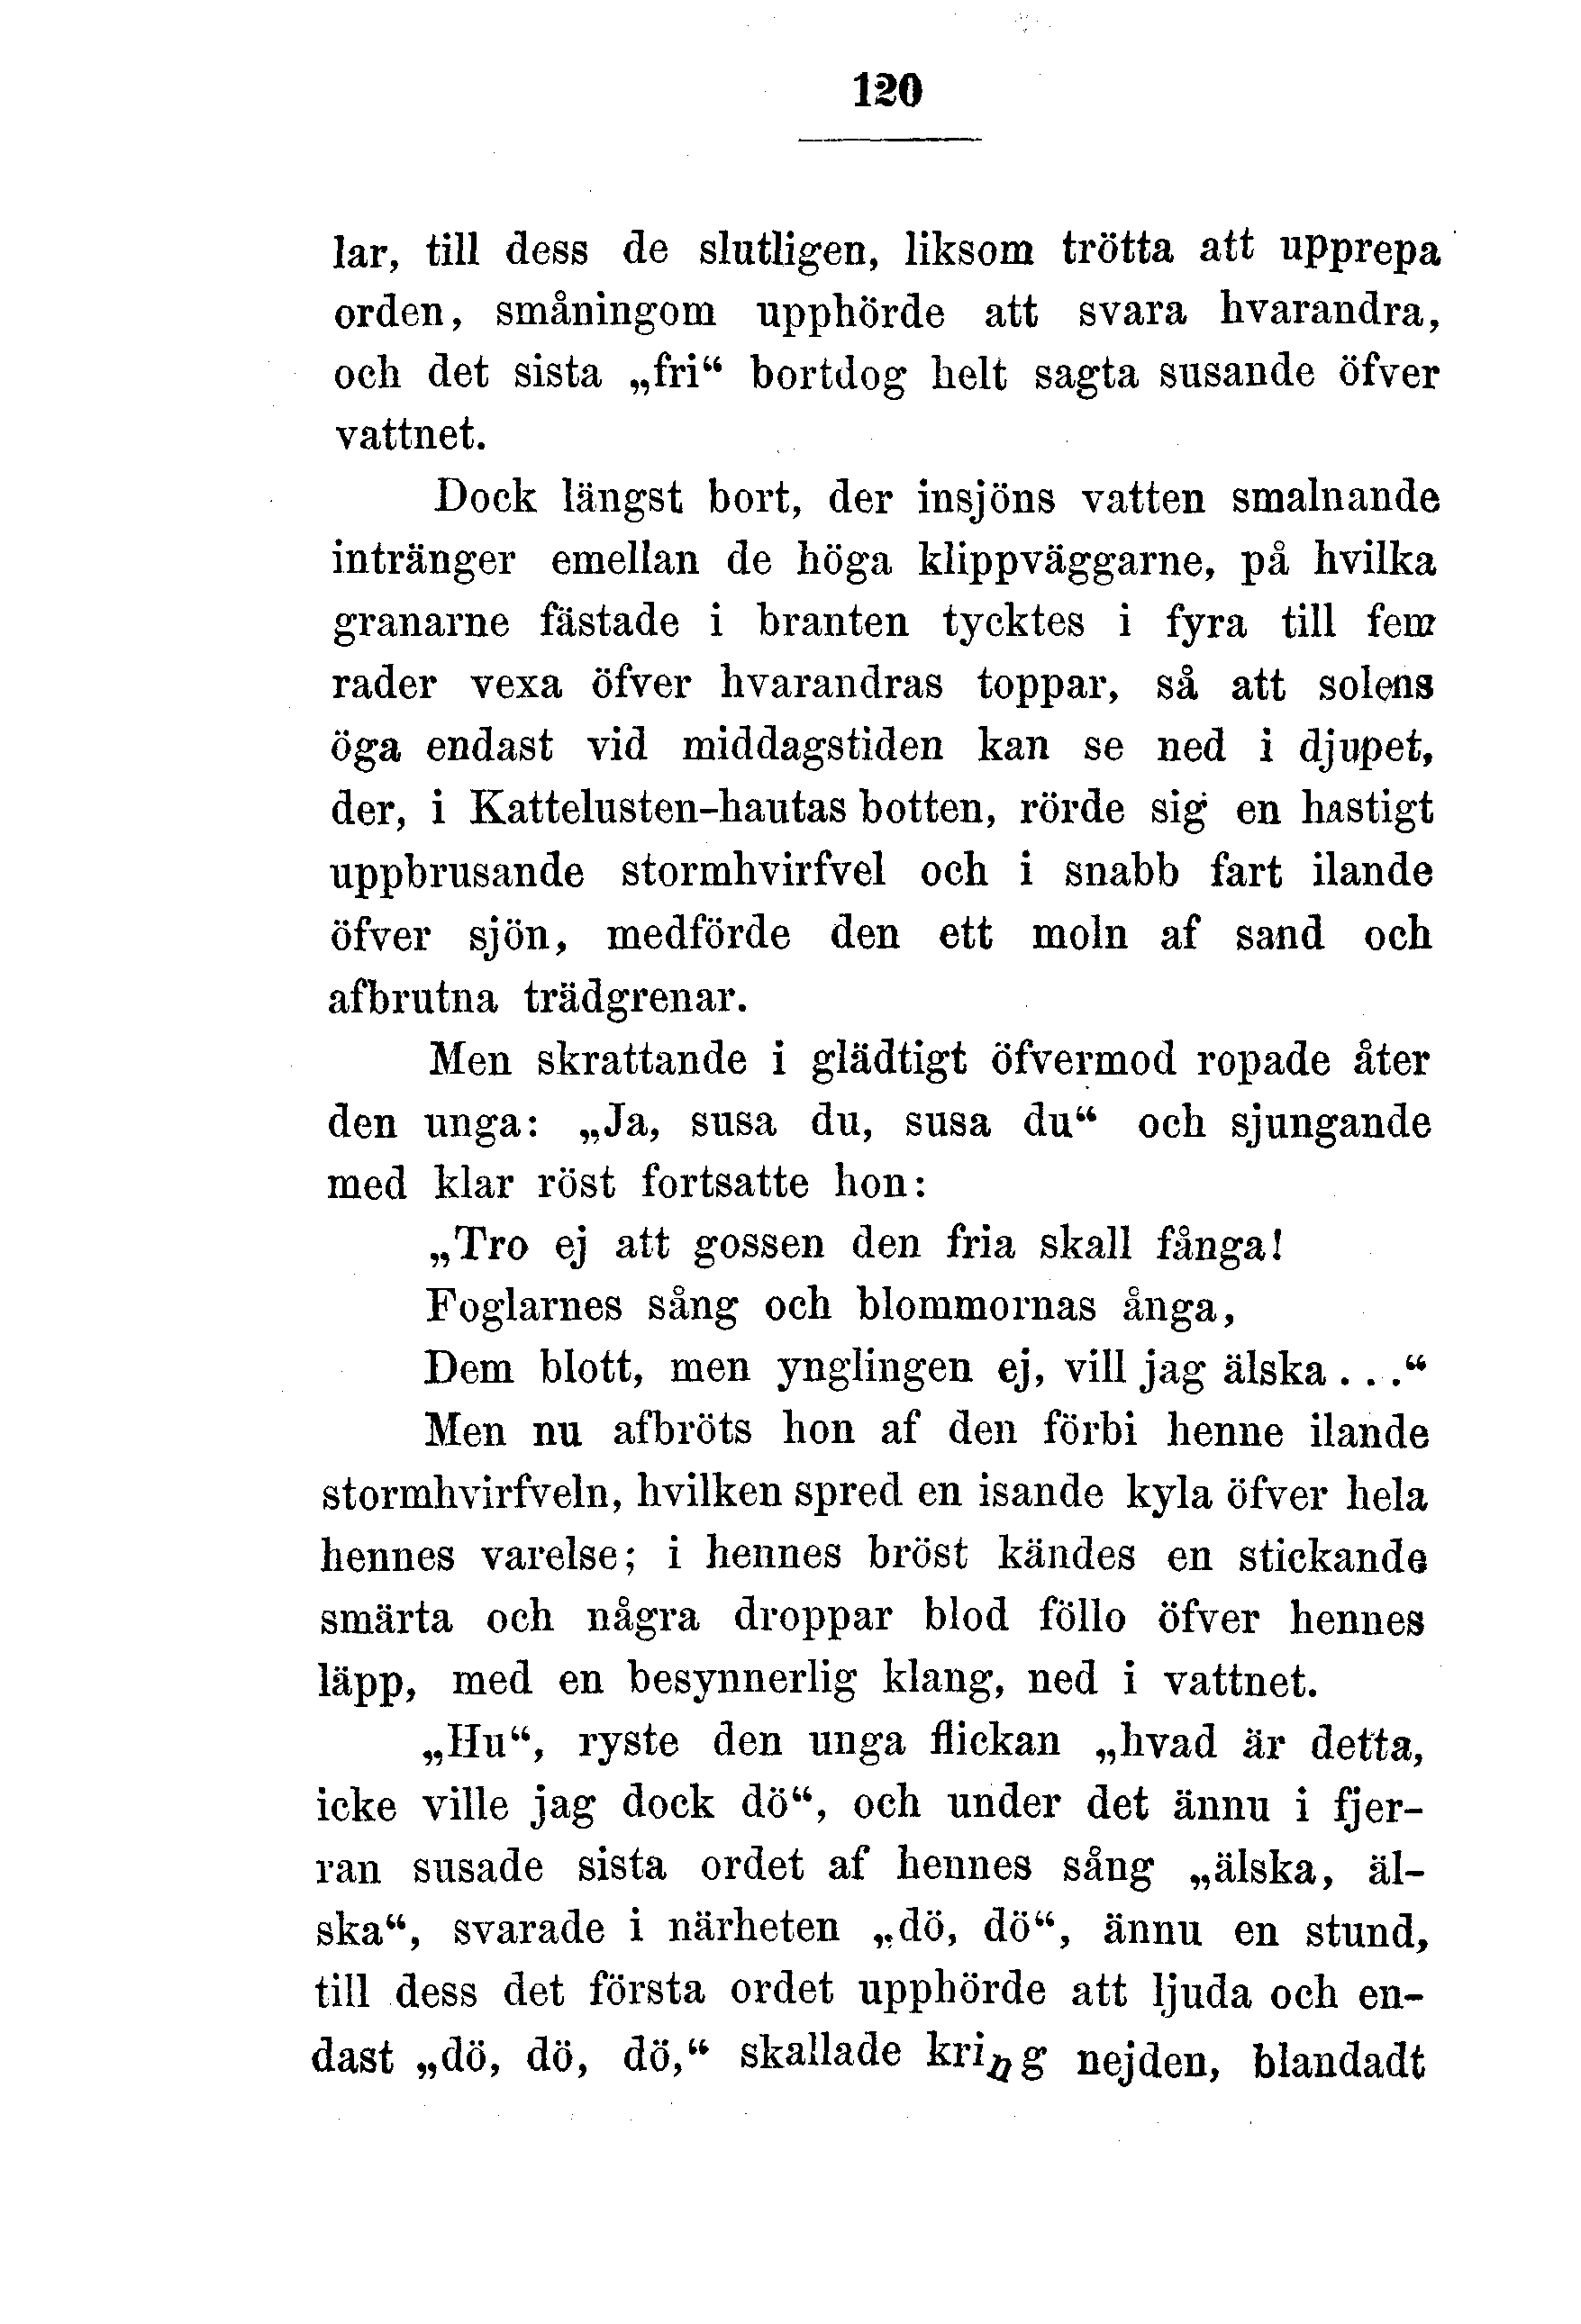 120
lar, till dess de slutligen, liksom trötta att upprepa
orden, småningom upphörde att svara hvarandra,
och det sista „fri“ bortdog helt sagta susande öfver
vattnet.
Dock längst bort, der insjöns vatten smalnande
intränger emellan de höga klippväggarne, på hvilka
granarne fästade i branten tycktes i fyra till fem
rader vexa öfver hvarandras toppar, så att solens
öga endast vid middagstiden kan se ned i djupet,
der, i Kattelusten-hautas botten, rörde sig en hastigt
uppbrusande stormhvirfvel och i snabb fart ilande
öfver sjön, medförde den ett moln af sand och
afbrutna trädgrenar.
Men skrattande i glädtigt öfvermod ropade åter
den unga: „Ja, susa du, susa du“ och sjungande
med klar röst fortsatte hon:
„Tro ej att gossen den fria skall fånga!
Foglarnes sång och blommornas ånga,
Dem blott, men ynglingen ej, vill jag älska . . .“
Men nu afbröts hon af den förbi henne ilande
stormhvirfveln, hvilken spred en isande kyla öfver hela
hennes varelse; i hennes bröst kändes en stickande
smärta och några droppar blod föllo öfver hennes
läpp, med en besynnerlig klang, ned i vattnet.
„Hu“, ryste den unga flickan „hvad är detta,
icke ville jag dock dö“, och under det ännu i fjer-
ran susade sista ordet af hennes sång „älska, äl-
ska“, svarade i närheten „dö, dö“, ännu en stund,
till dess det första ordet upphörde att ljuda och en-
dast „dö, dö, dö,“ skallade kring nejden, blandadt